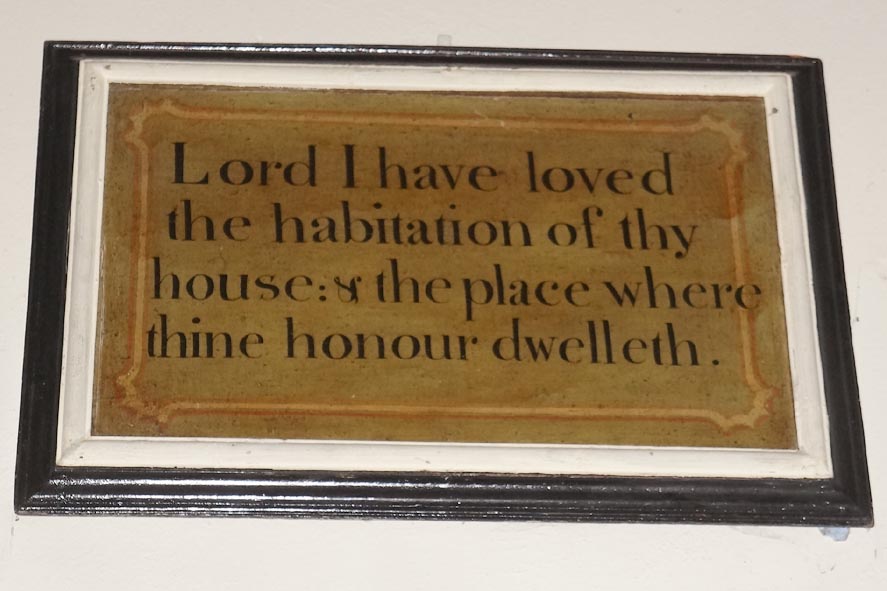 Lord I have loved
the habitation of thy
house: & the place where
thine honour dwelleth.